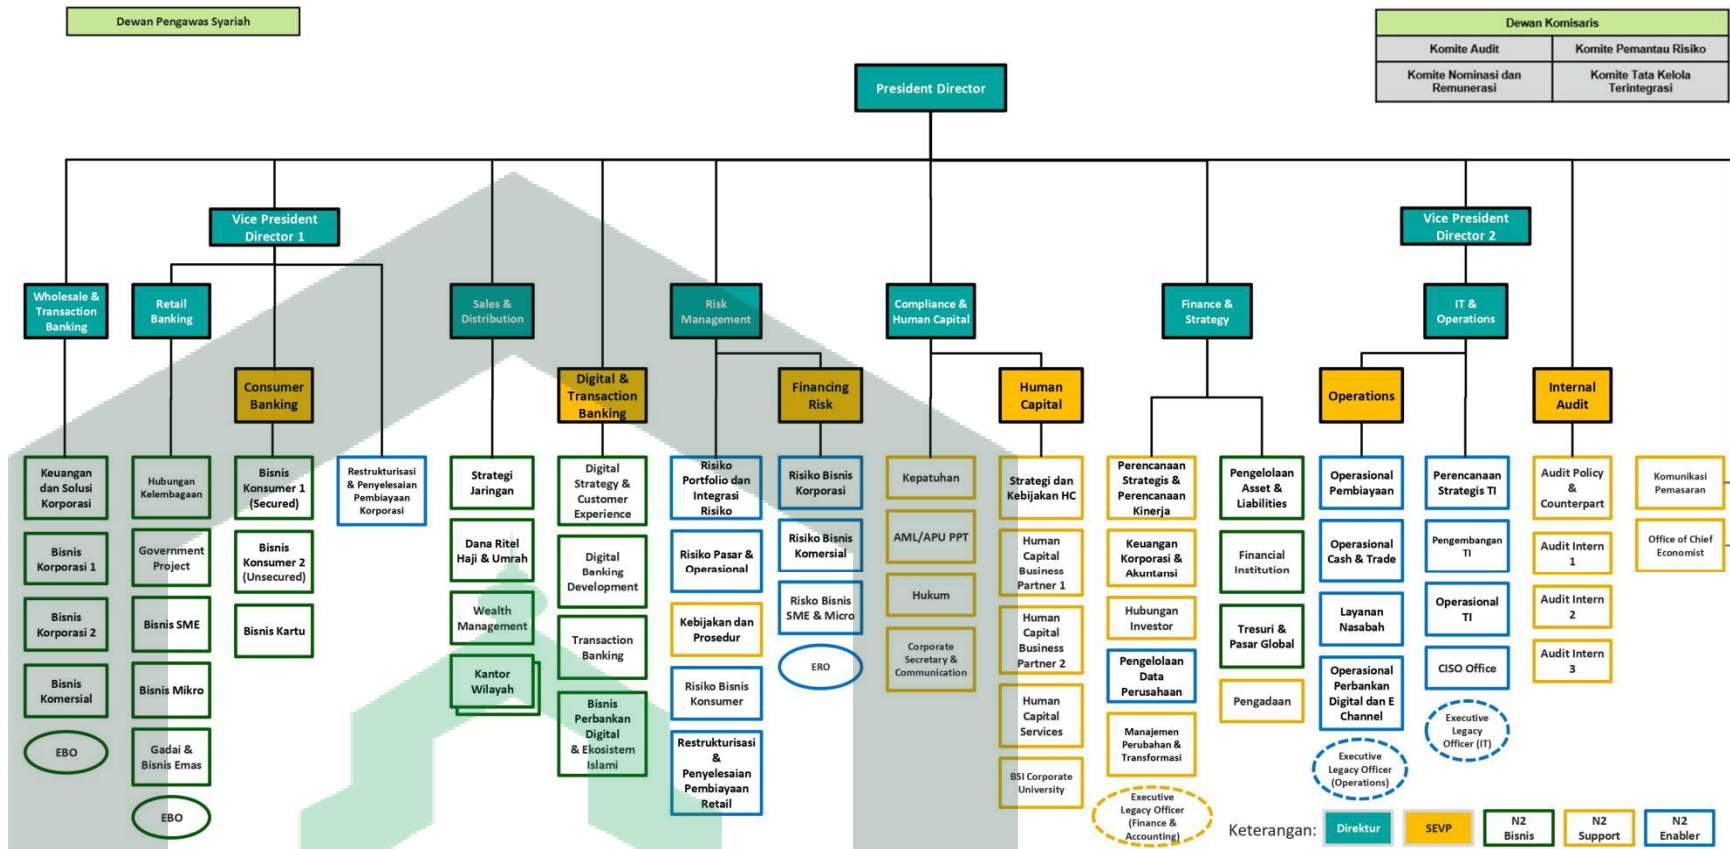 Dewan Pengawas Syariah
Dewan Komisaris
Komite Audit
Komite Pemantau Risiko
Komite Nominasi dan
Remunerasi
Komite Tata Kelola
Terintegrasi
President Director
Vice President
Director 1
Vice President
Director 2
Wholesale &
Transaction
Banking
Retail
Banking
Sales &
Distribution
Risk
Management
Compliance &
Human Capital
Finance &
Strategy
IT &
Operations
Consumer
Banking
Digital &
Transaction
Banking
Financing
Risk
Human
Capital
Operations
Internal
Audit
Keuangan
dan Solusi
Korporasi
Bisnis
Korporasi 1
Bisnis
Korporasi 2
Bisnis
Komersial
EBO
Hubungan
Kelembagaan
Government
Project
Bisnis SME
Bisnis Mikro
Gadai &
Bisnis Emas
EBO
Bisnis
Konsumer 1
(Secured)
Bisnis
Konsumer 2
(Unsecured)
Bisnis Kartu
Restrukturisasi
& Penyelesaian
Pembiayaan
Korporasi
Strategi
Jaringan
Dana Ritel
Haji & Umrah
Wealth
Management
Kantor
Wilayah
Digital
Strategy &
Customer
Experience
Digital
Banking
Development
Transaction
Banking
Bisnis
Perbankan
Digital
& Ekosistem
Islami
Risiko
Portfolio dan
Integrasi
Risiko
Risiko Pasar &
Operasional
Kebijakan dan
Prosedur
Risiko Bisnis
Konsumer
Restrukturisasi
&
Penyelesaian
Pembiayaan
Retail
Risiko Bisnis
Korporasi
Risiko Bisnis
Komersial
Risko Bisnis
SME & Micro
ERO
Kepatuhan
AML/APU PPT
Hukum
Corporate
Secretary &
Communication
Strategi dan
Kebijakan HC
Human
Capital
Business
Partner 1
Human
Capital
Business
Partner 2
Human
Capital
Services
BSI Corporate
University
Perencanaan
Strategis &
Perencanaan
Kinerja
Keuangan
Korporasi &
Akuntansi
Hubungan
Investor
Pengelolaan
Data
Perusahaan
Manajemen
Perubahan &
Transformasi
Executive
Legacy Officer
(Finance &
Accounting)
Pengelolaan
Asset &
Liabilities
Financial
Institution
Tresuri &
Pasar Global
Pengadaan
Operasional
Pembiayaan
Operasional
Cash & Trade
Layanan
Nasabah
Operasional
Perbankan
Digital dan E
Channel
Executive
Legacy Officer
(Operations)
Perencanaan
Strategis TI
Pengembangan
TI
Operasional
TI
CISO Office
Executive
Legacy
Officer (IT)
Audit Policy
&
Counterpart
Audit Intern
1
Audit Intern
2
Audit Intern
3
Komunikasi
Pemasaran
Office of Chief
Economist
Keterangan:
Direktur
SEVP
N2
Bisnis
N2
Support
N2
Enabler